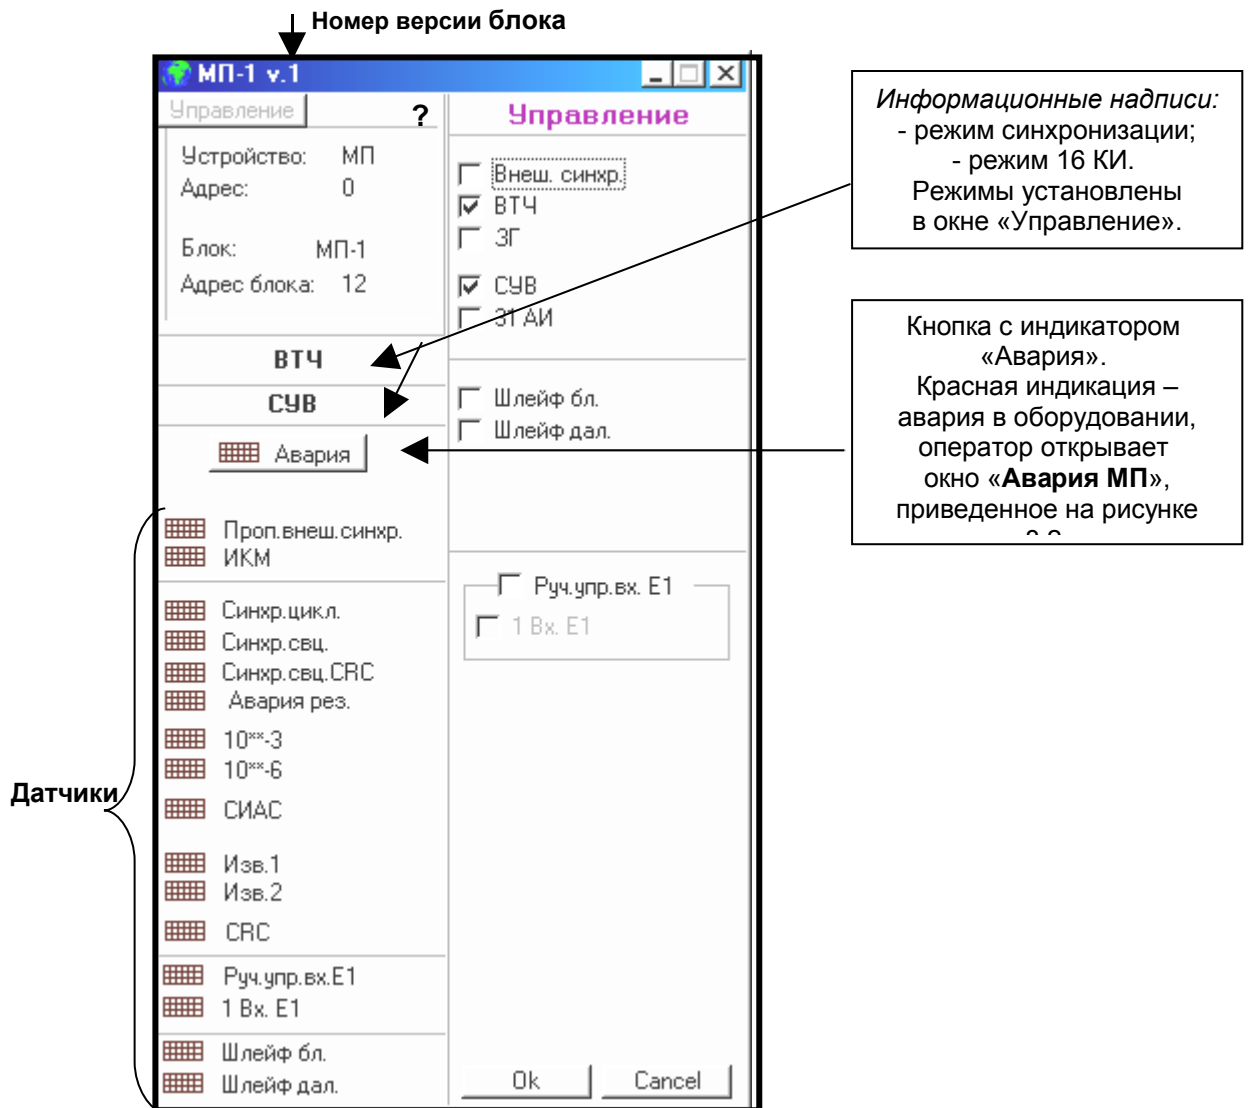 Номер версии блока
МП-1 v.1
Управление
?
Устройство: МП
Адрес: 0
Блок: МП-1
Адрес блока: 12
ВТЧ
СУВ
Авария
Проп.внеш.синхр.
ИКМ
Синхр.цикл.
Синхр.свц.
Синхр.свц.CRC
Авария рез.
10**-3
10**-6
СИАС
Изв.1
Изв.2
CRC
Руч.упр.вх.Е1
1 Вх. Е1
Шлейф бл.
Шлейф дал.
Датчики
Управление
Внеш. синхр.
ВТЧ
ЗГ
СУВ
31 АИ
Шлейф бл.
Шлейф дал.
Руч.упр.вх. Е1
1 Вх. Е1
Ok Cancel
Информационные надписи:
- режим синхронизации;
- режим 16 КИ.
Режимы установлены
в окне «Управление».
Кнопка с индикатором
«Авария».
Красная индикация –
авария в оборудовании,
оператор открывает
окно «Авария МП»,
приведенное на рисунке